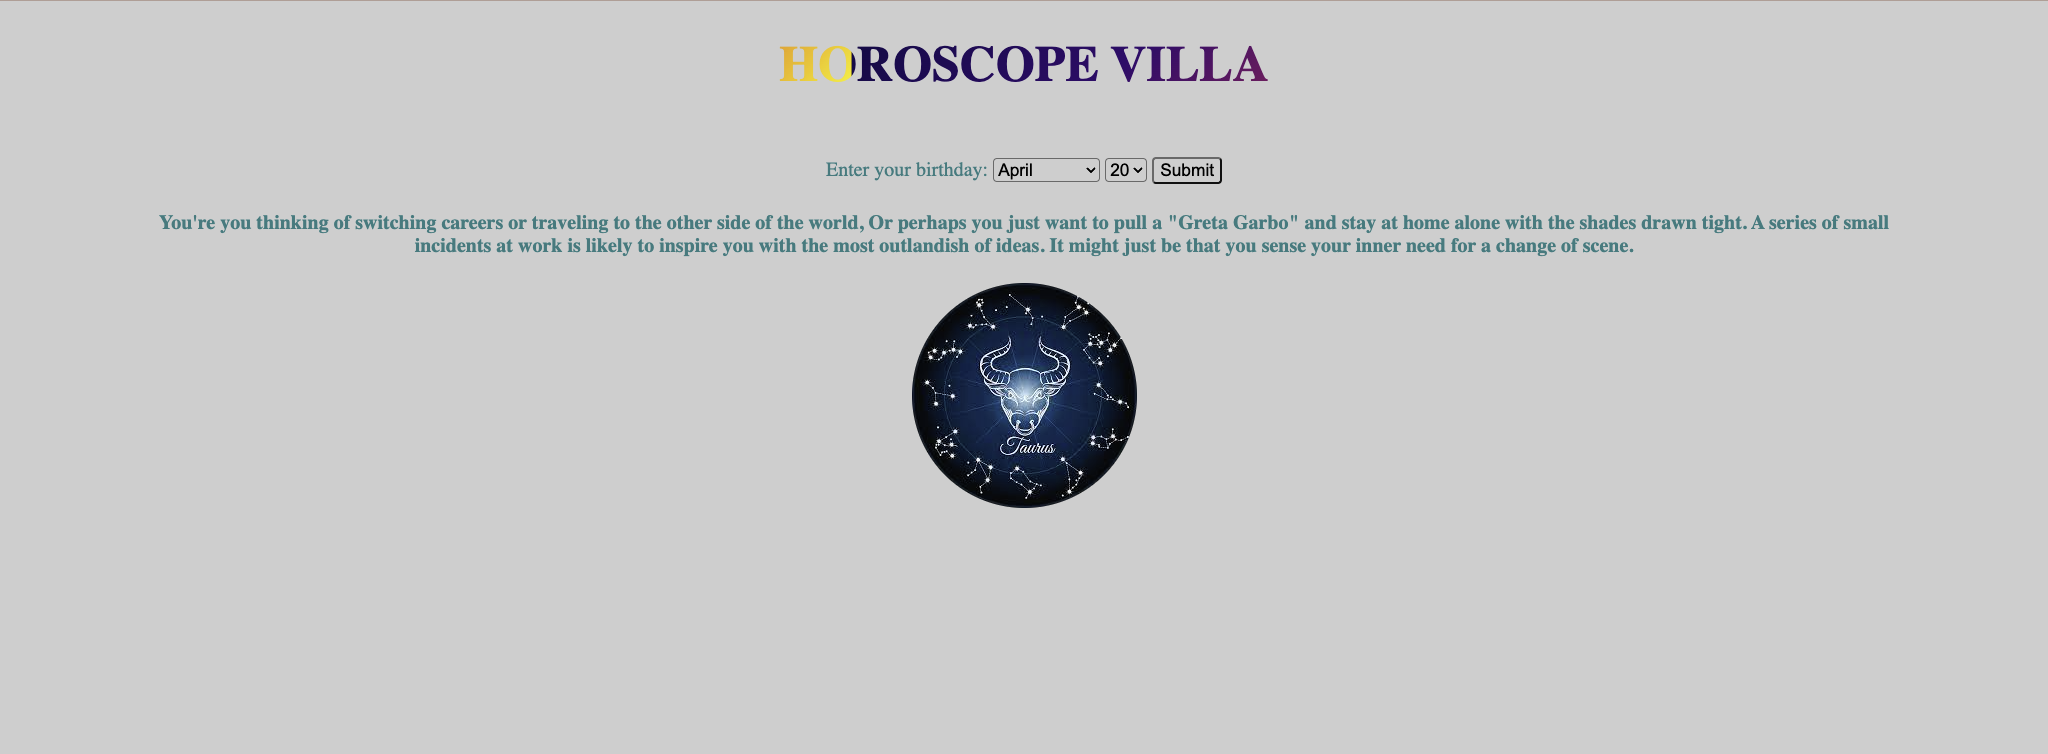 HOROSCOPE VILLA
Enter your birthday: April 20 Submit
You're you thinking of switching careers or traveling to the other side of the world, Or perhaps you just want to pull a "Greta Garbo" and stay at home alone with the shades drawn tight. A series of small
incidents at work is likely to inspire you with the most outlandish of ideas. It might just be that you sense your inner need for a change of scene.
Taurus